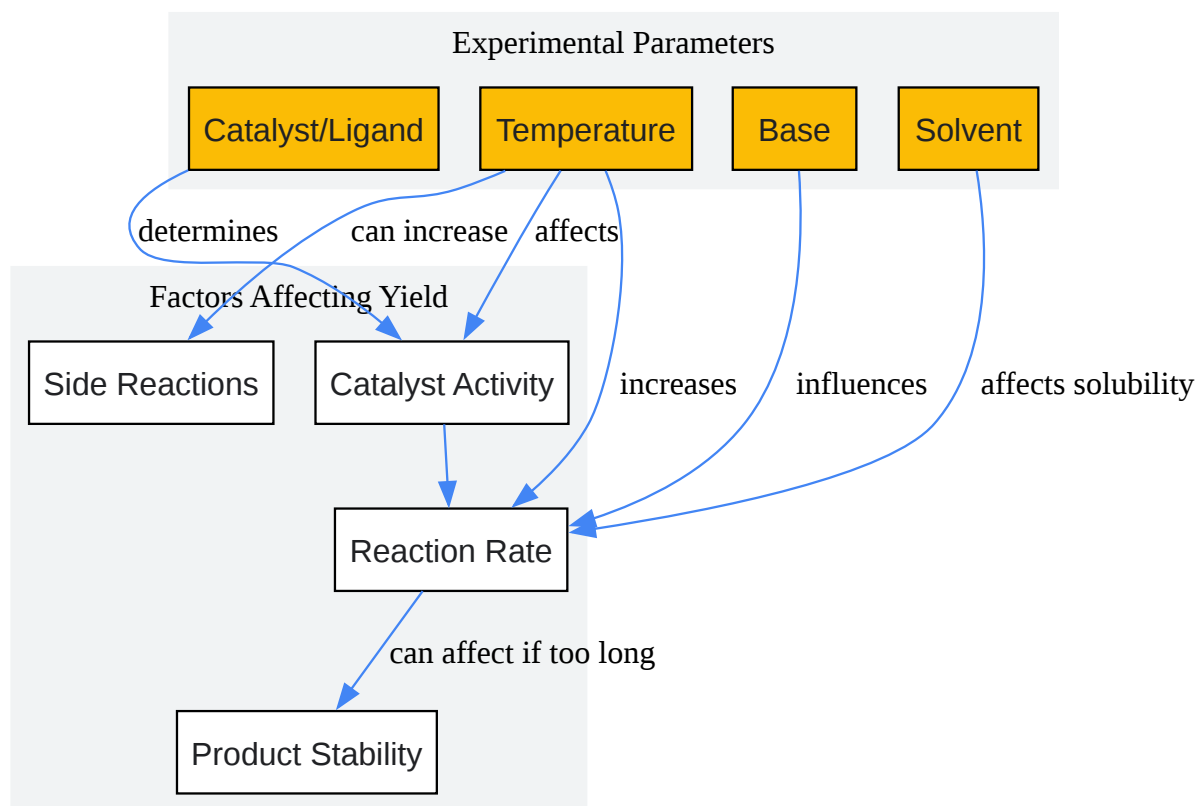 Experimental Parameters
Catalyst/Ligand
Temperature
Base
Solvent
determines
can increase
affects
Factors Affecting Yield
Side Reactions
Catalyst Activity
increases
influences
affects solubility
Reaction Rate
can affect if too long
Product Stability